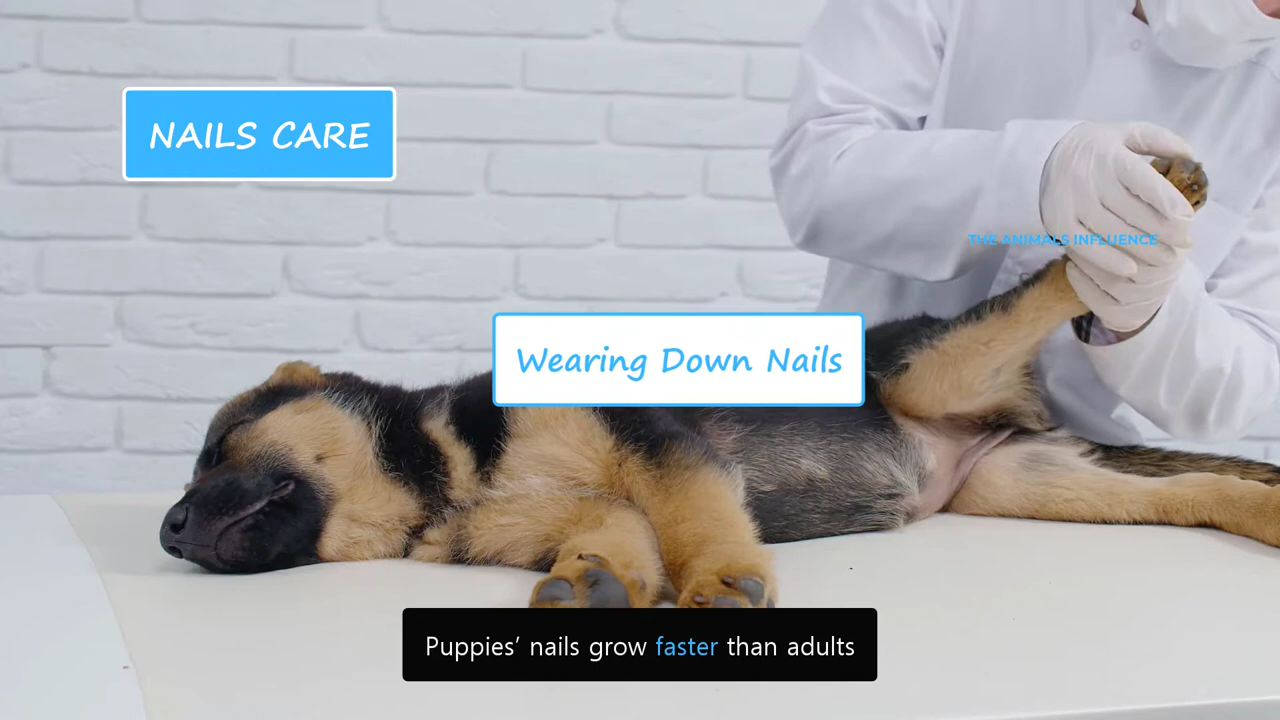 NAILS CARE
THE ANIMALS INFLUENCE
Wearing Down Nails
Puppies’ nails grow faster than adults